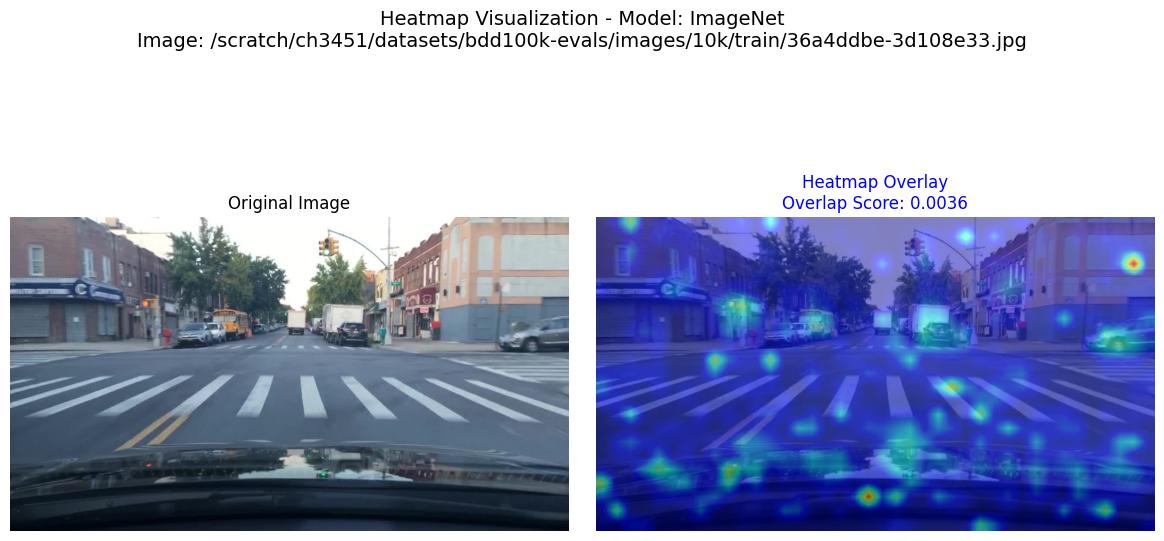 Heatmap Visualization - Model: ImageNet
Image: /scratch/ch3451/datasets/bdd100k-evals/images/10k/train/36a4ddbe-3d108e33.jpg
Original Image
Heatmap Overlay
Overlap Score: 0.0036